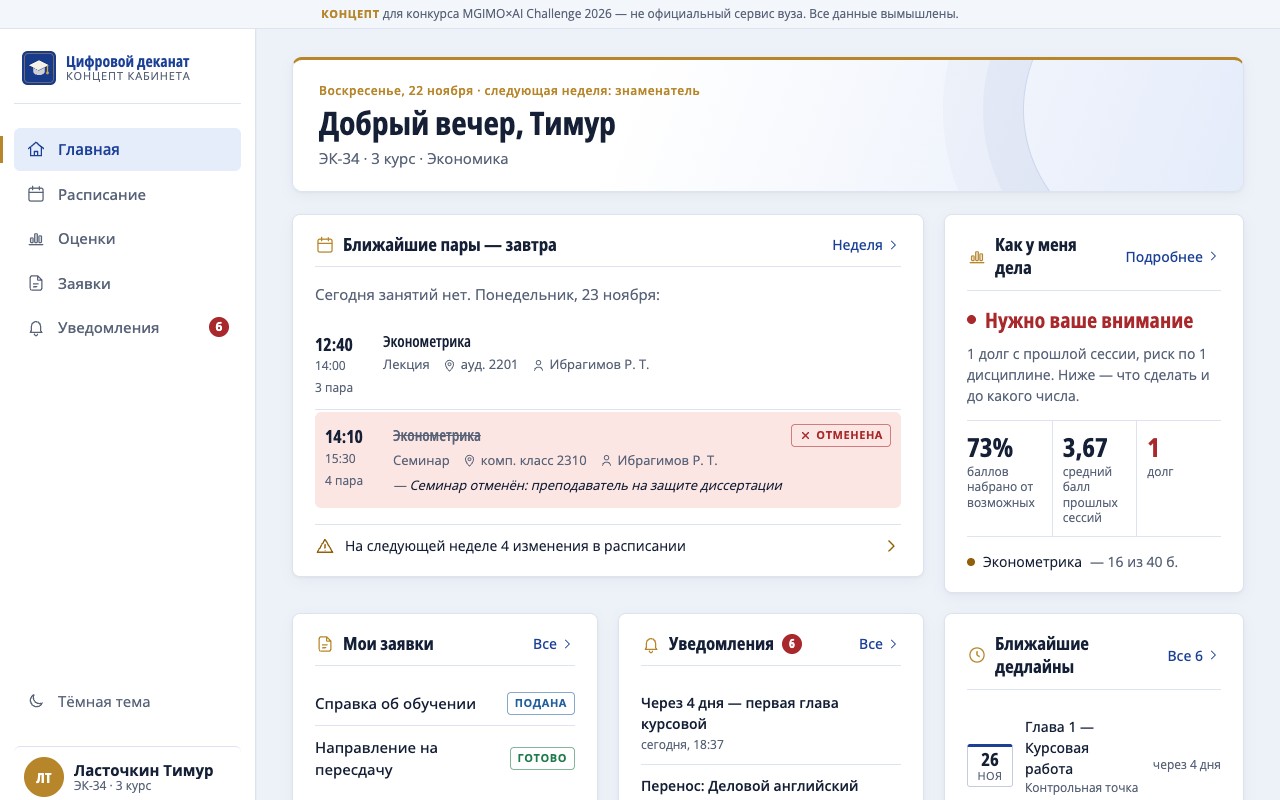 КОНЦЕПТ для конкурса MGIMO×AI Challenge 2026 — не официальный сервис вуза. Все данные вымышлены.
Цифровой деканат
КОНЦЕПТ КАБИНЕТА
Главная
Расписание
Оценки
Заявки
Уведомления 6
Тёмная тема
ЛТ
Ласточкин Тимур
ЭК-34 · 3 курс
Воскресенье, 22 ноября · следующая неделя: знаменатель
Добрый вечер, Тимур
ЭК-34 · 3 курс · Экономика
Ближайшие пары — завтра
Неделя
Сегодня занятий нет. Понедельник, 23 ноября:
12:40
14:00
3 пара
Эконометрика
Лекция ауд. 2201 Ибрагимов Р. Т.
14:10
15:30
4 пара
Эконометрика
ОТМЕНЕНА
Семинар комп. класс 2310 Ибрагимов Р. Т.
— Семинар отменён: преподаватель на защите диссертации
На следующей неделе 4 изменения в расписании
Как у меня
дела
Подробнее
Нужно ваше внимание
1 долг с прошлой сессии, риск по 1
дисциплине. Ниже — что сделать и
до какого числа.
73%
баллов
набрано от
возможных
3,67
средний
балл
прошлых
сессий
1
долг
Эконометрика — 16 из 40 б.
Мои заявки
Все
Справка об обучении
ПОДАНА
Направление на
пересдачу
ГОТОВО
Уведомления 6
Все
Через 4 дня — первая глава
курсовой
сегодня, 18:37
Перенос: Деловой английский
Ближайшие
дедлайны
Все 6
26
НОЯ
Глава 1 —
Курсовая
работа
Контрольная точка
через 4 дня